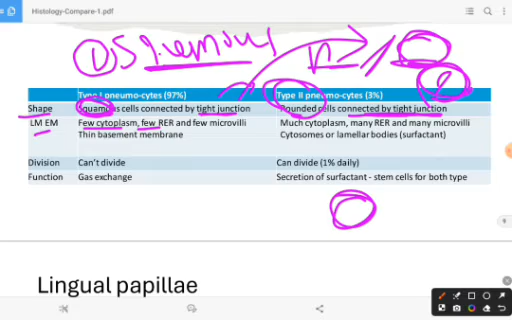 Histology-Compare-1.pdf
Type I pneumo-cytes (97%) Type II pneumo-cytes (3%)
Shape Squamous cells connected by tight junction Rounded cells connected by tight junction
LM EM Few cytoplasm, few RER and few microvilli Much cytoplasm, many RER and many microvilli
Thin basement membrane Cytosomes or lamellar bodies (surfactant)
Division Can't divide Can divide (1% daily)
Function Gas exchange Secretion of surfactant - stem cells for both type
Lingual papillae